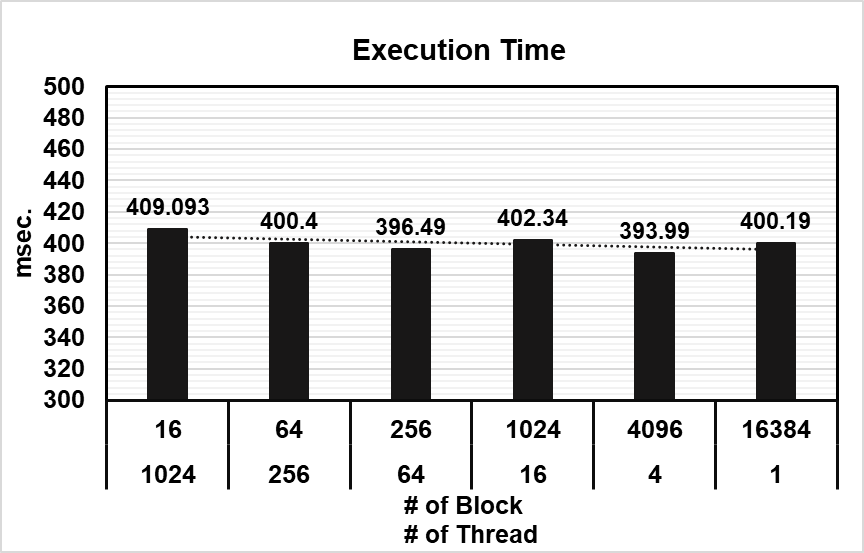 Execution Time
500
480
460
440
420
400
380
360
340
320
300
msec.
409.093
400.4
396.49
402.34
393.99
400.19
16 64 256 1024 4096 16384
1024 256 64 16 4 1
# of Block
# of Thread